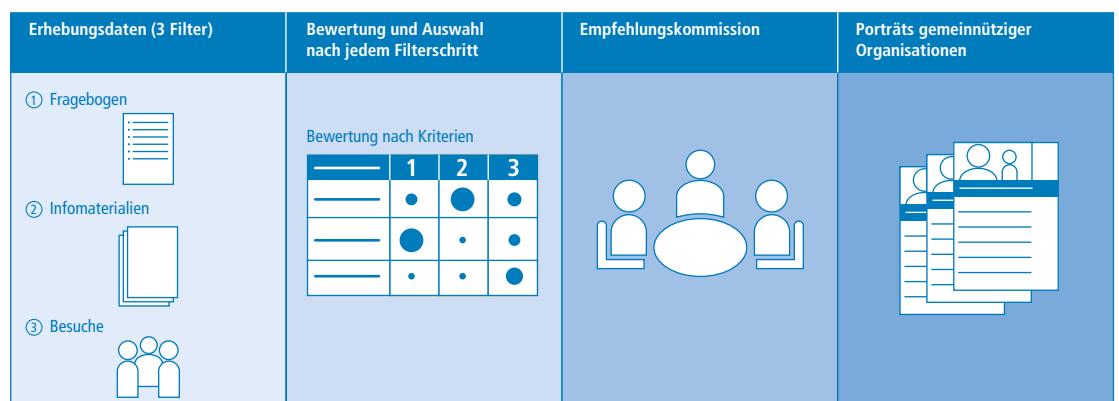 Erhebungsdaten (3 Filter)
Bewertung und Auswahl
nach jedem Filterschritt
Empfehlungskommission
Porträts gemeinnütziger
Organisationen
① Fragebogen
② Infomaterialien
③ Besuche
Bewertung nach Kriterien
1 2 3